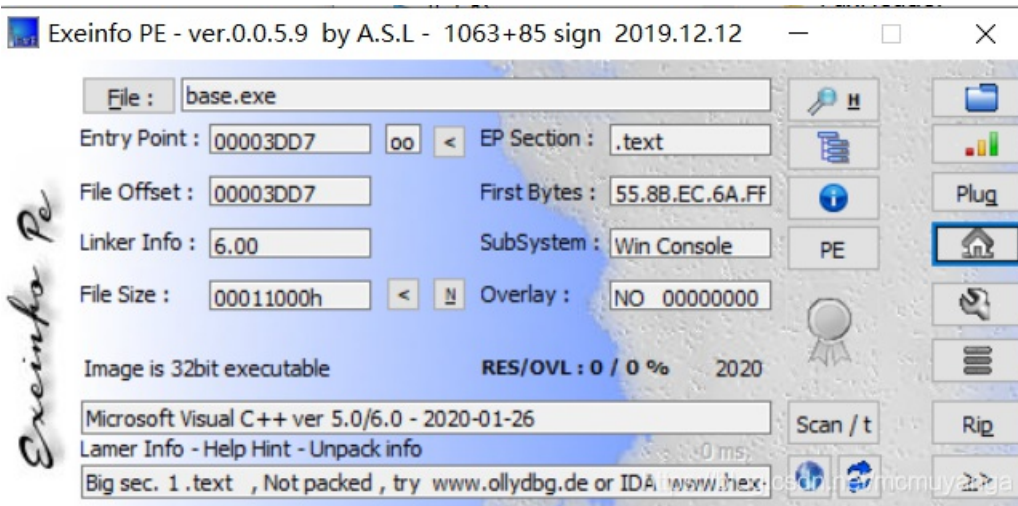 Exeinfo PE - ver.0.0.5.9 by A.S.L - 1063+85 sign 2019.12.12
File : base.exe H
Entry Point : 00003DD7 oo < EP Section : .text
File Offset : 00003DD7 First Bytes : 55.8B.EC.6A.FF Plug
Linker Info : 6.00 SubSystem : Win Console PE
File Size : 00011000h < N Overlay : NO 00000000
Image is 32bit executable RES/OVL : 0 / 0 % 2020
Microsoft Visual C++ ver 5.0/6.0 - 2020-01-26 Scan / t Rip
Lamer Info - Help Hint - Unpack info 0 ms.
Big sec. 1 .text , Not packed , try www.ollydbg.de or IDA www.hex- csdn.net/mcmuyanga >>
Exeinfo Pe